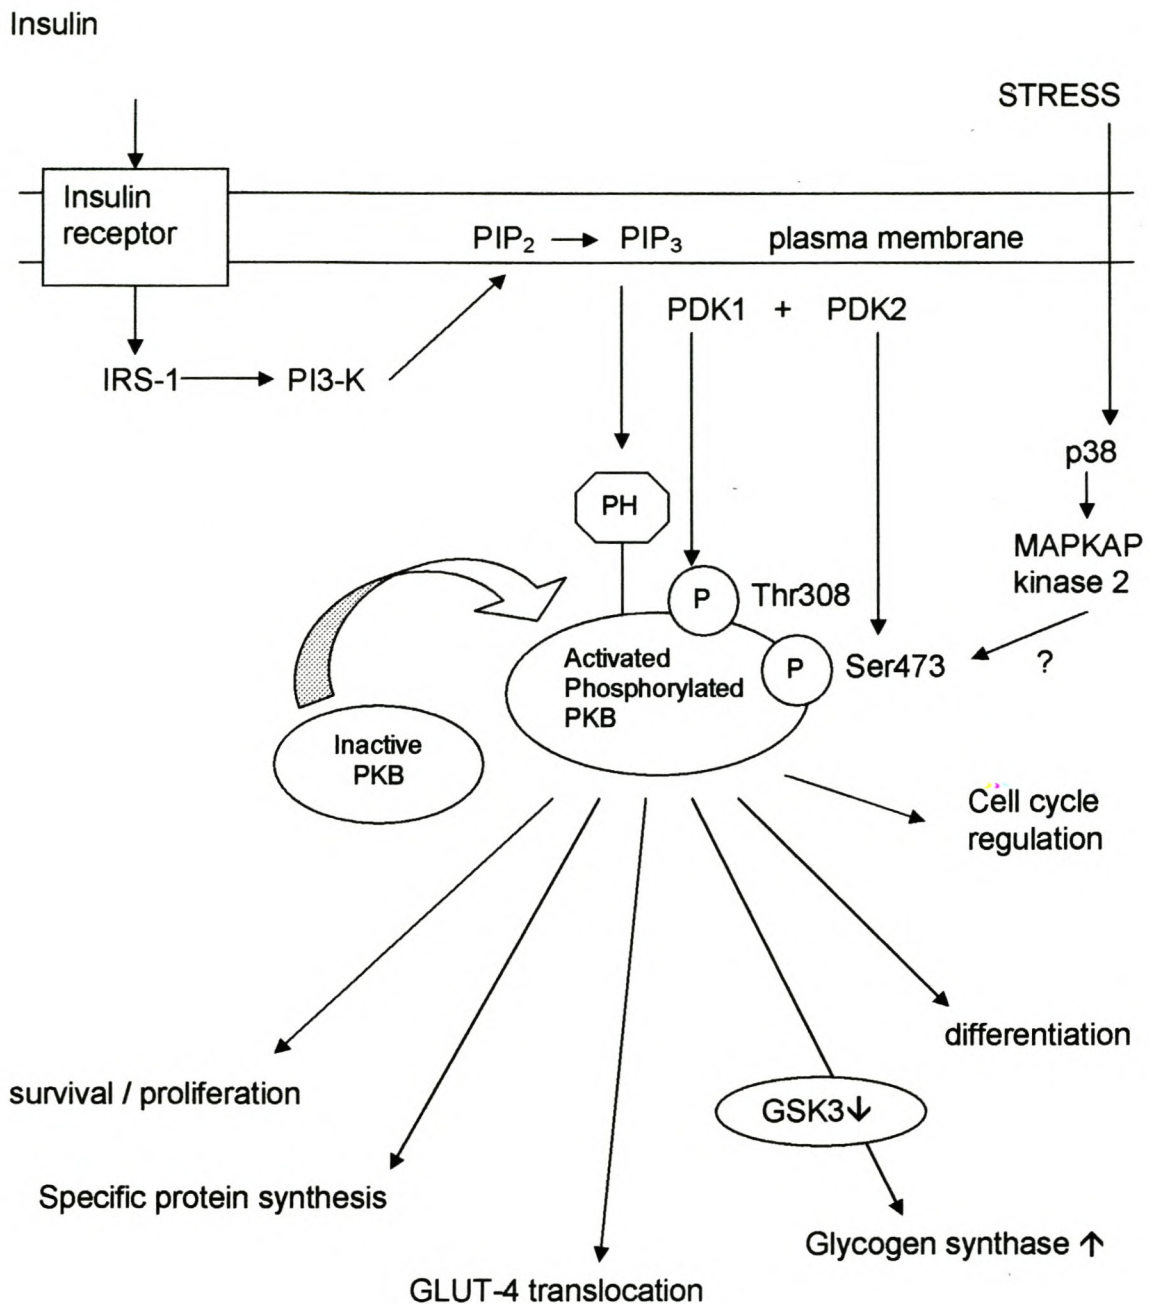 Insulin
STRESS
Insulin
receptor
PIP₂ → PIP₃ plasma membrane
PDK1 + PDK2
IRS-1 → PI3-K
p38
PH
MAPKAP
kinase 2
P Thr308
P Ser473
?
Activated
Phosphorylated
PKB
Inactive
PKB
Cell cycle
regulation
differentiation
survival / proliferation
GSK3↓
Specific protein synthesis
Glycogen synthase ↑
GLUT-4 translocation